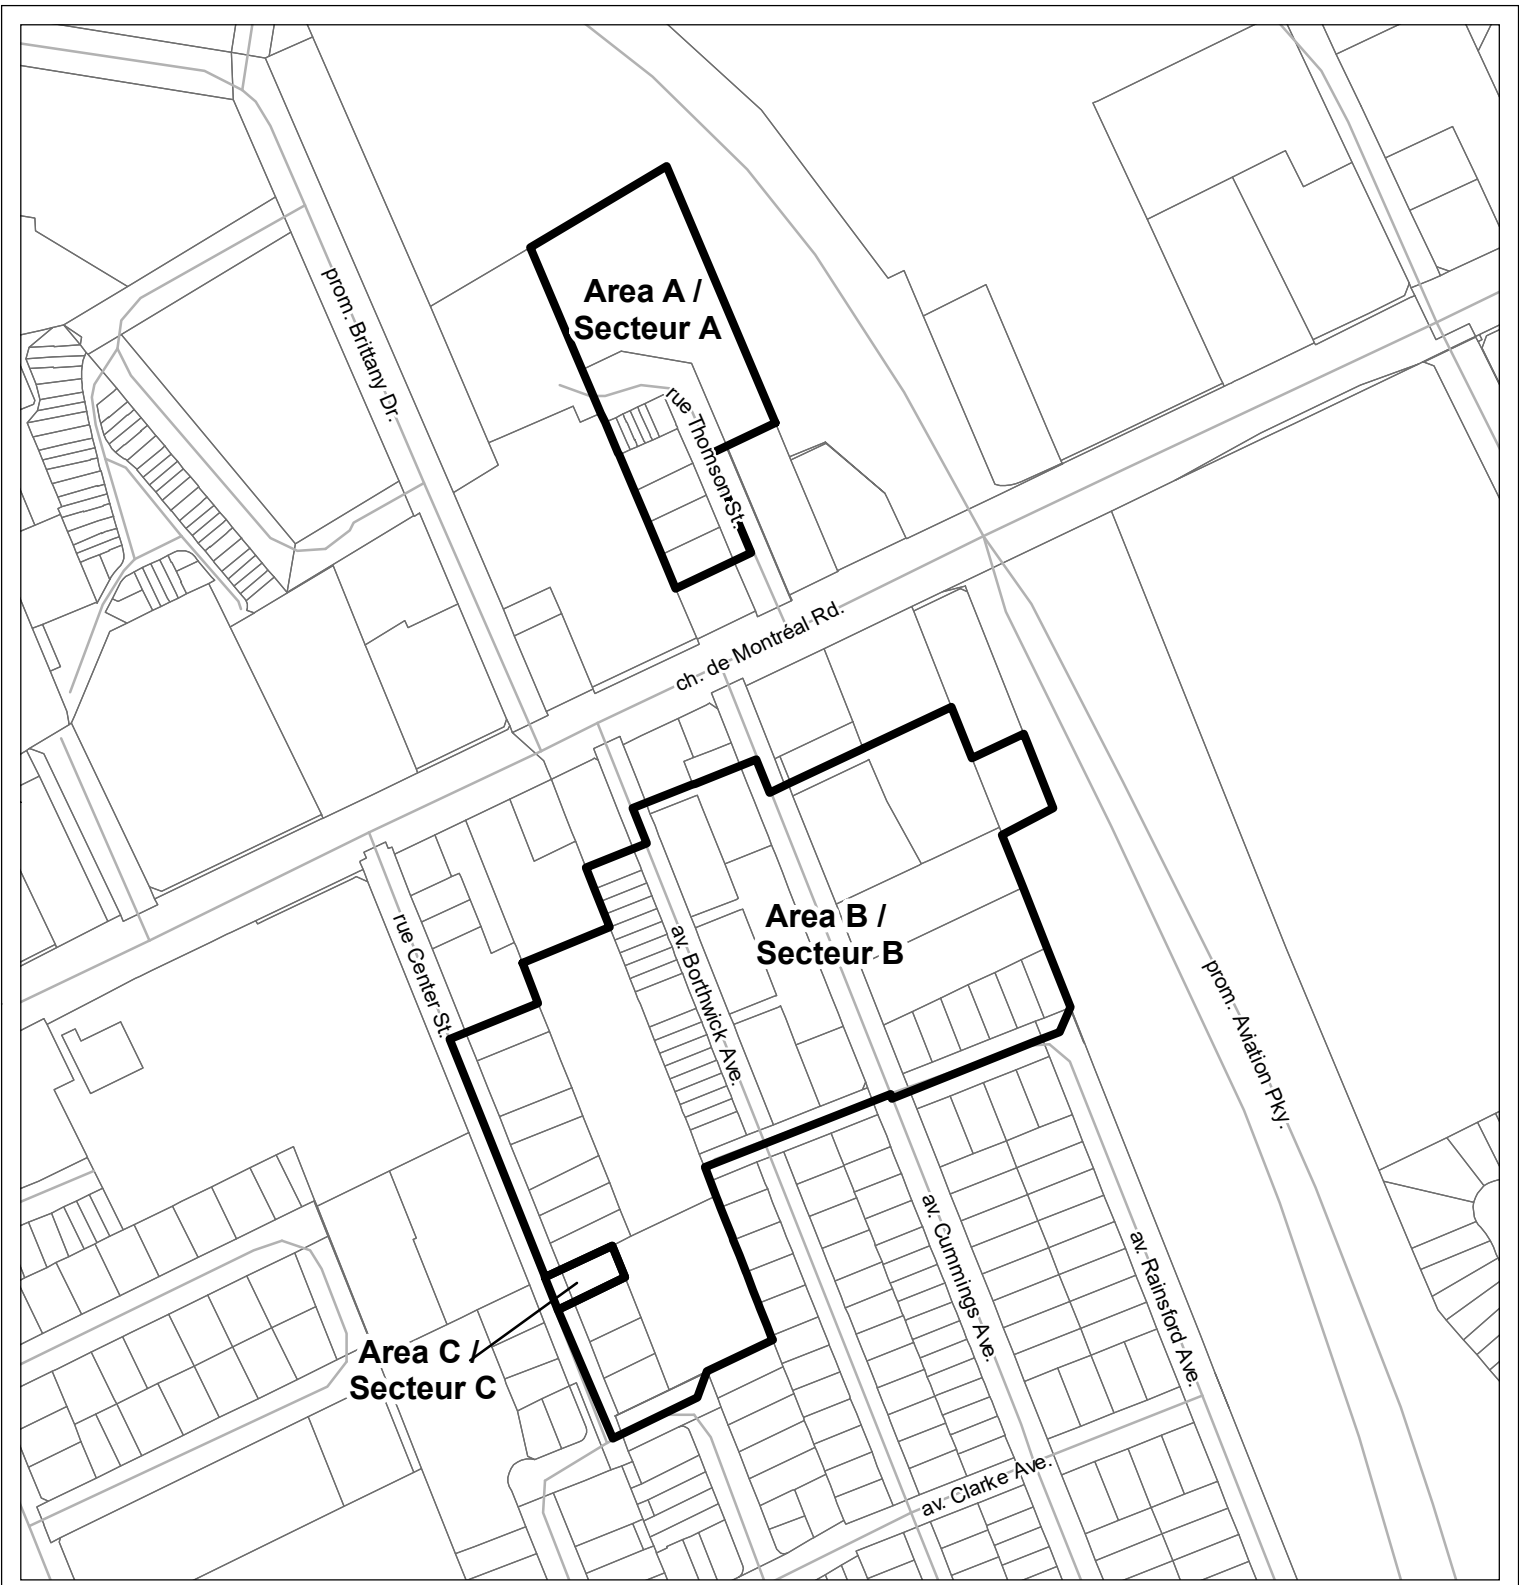 Area A /
Secteur A
prom. Brittany Dr.
rue Thomson St.
ch. de Montréal Rd.
Area B /
Secteur B
av. Borthwick Ave.
rue Center St.
prom. Aviation Pky.
av. Cummings Ave.
av. Rainsford Ave.
Area C /
Secteur C
av. Clarke Ave.